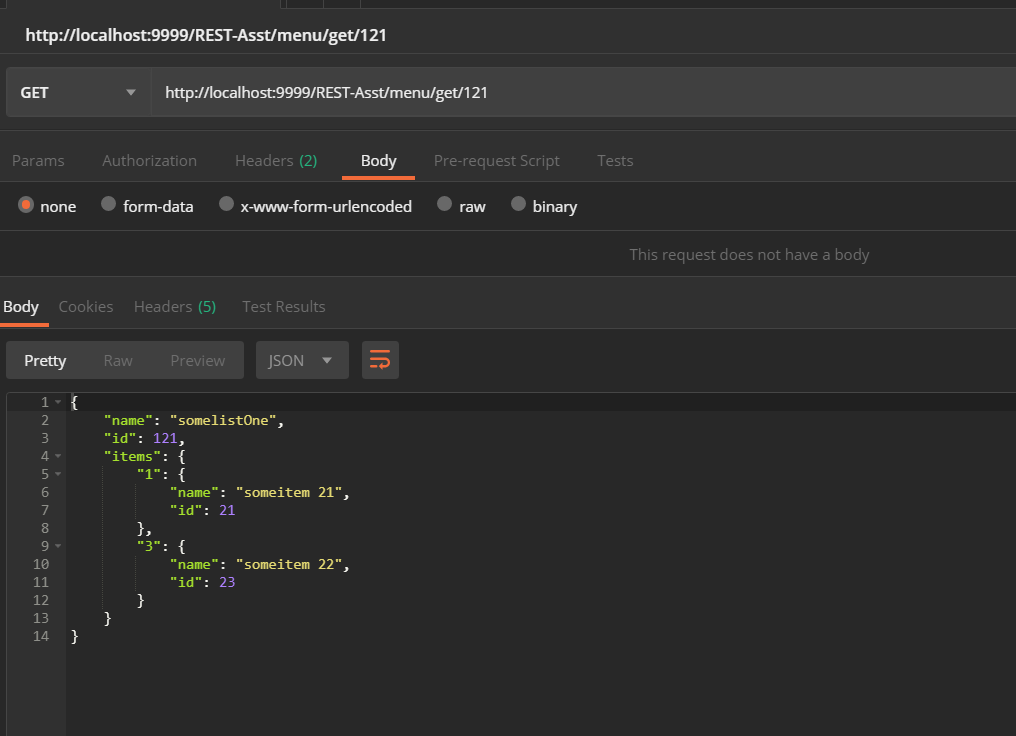 http://localhost:9999/REST-Asst/menu/get/121
GET http://localhost:9999/REST-Asst/menu/get/121
Params Authorization Headers (2) Body Pre-request Script Tests
none form-data x-www-form-urlencoded raw binary
This request does not have a body
Body Cookies Headers (5) Test Results
Pretty Raw Preview JSON
1 {
2 "name": "somelistOne",
3 "id": 121,
4 "items": {
5 "1": {
6 "name": "someitem 21",
7 "id": 21
8 },
9 "3": {
10 "name": "someitem 22",
11 "id": 23
12 }
13 }
14 }